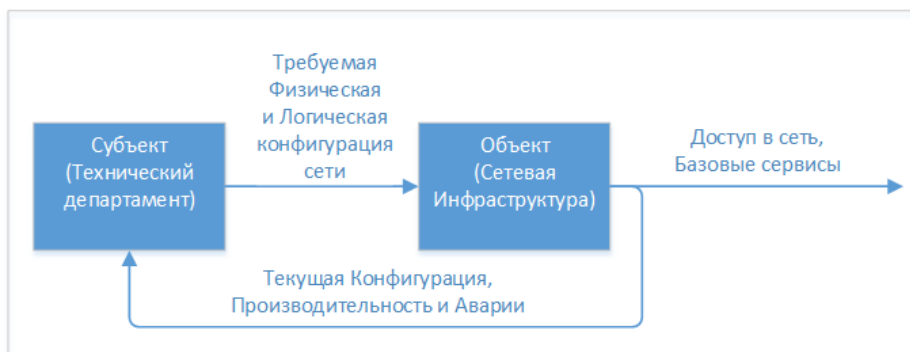 Субъект
(Технический
департамент)
Требуемая
Физическая
и Логическая
конфигурация
сети
Объект
(Сетевая
Инфраструктура)
Доступ в сеть,
Базовые сервисы
Текущая Конфигурация,
Производительность и Аварии